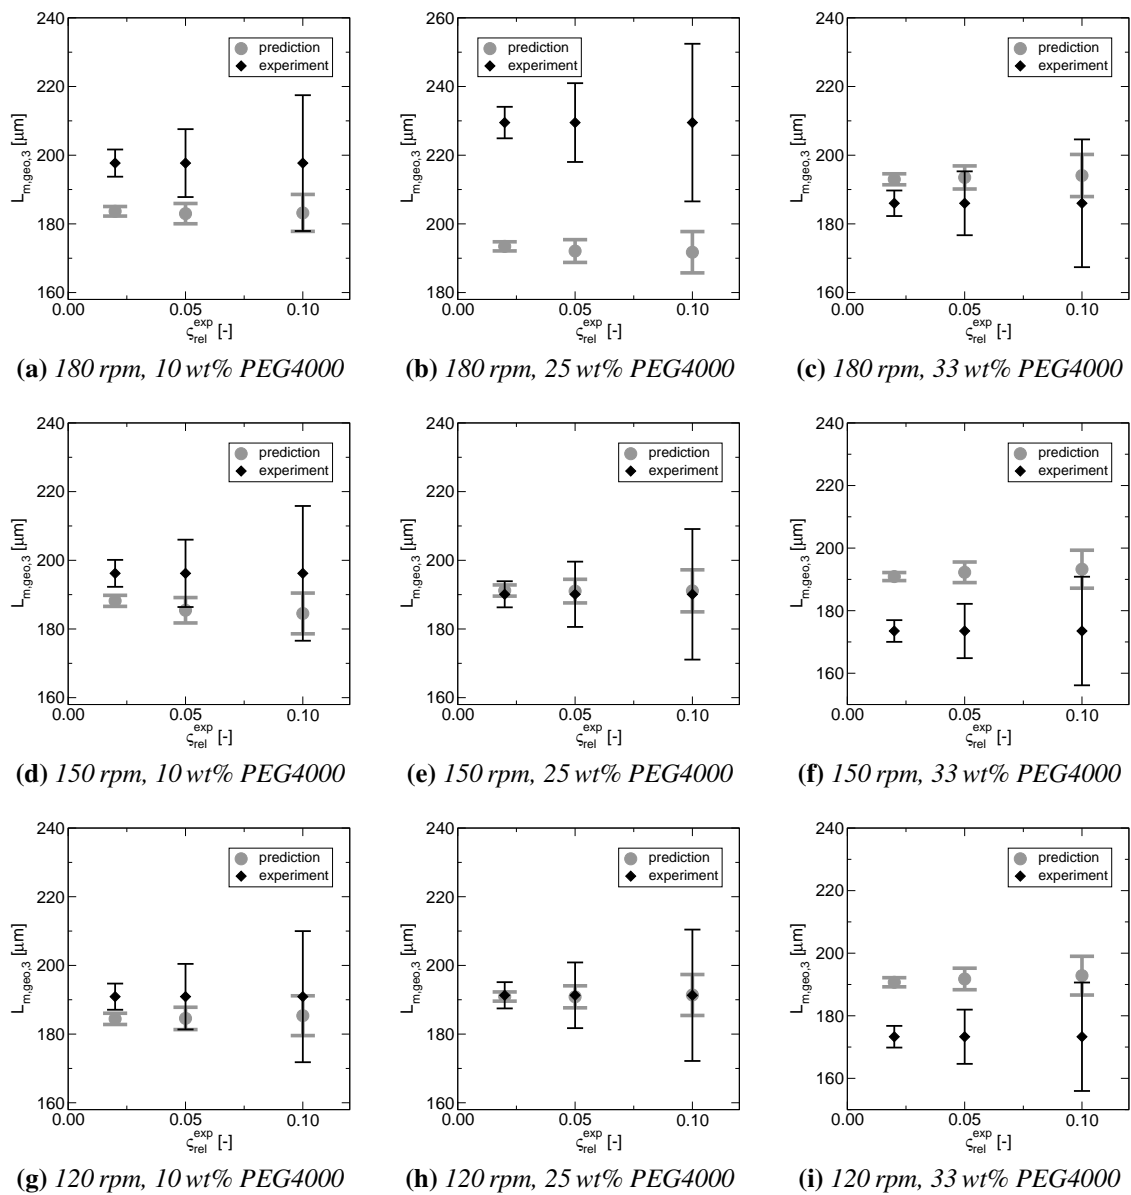 240
220
200
180
160
L_m,geo,3 [µm]
prediction
experiment
0.00 0.05 0.10
ς_rel^exp [-]
(a) 180 rpm, 10 wt% PEG4000
260
240
220
200
180
L_m,geo,3 [µm]
prediction
experiment
0.00 0.05 0.10
ς_rel^exp [-]
(b) 180 rpm, 25 wt% PEG4000
240
220
200
180
160
L_m,geo,3 [µm]
prediction
experiment
0.00 0.05 0.10
ς_rel^exp [-]
(c) 180 rpm, 33 wt% PEG4000
240
220
200
180
160
L_m,geo,3 [µm]
prediction
experiment
0.00 0.05 0.10
ς_rel^exp [-]
(d) 150 rpm, 10 wt% PEG4000
240
220
200
180
160
L_m,geo,3 [µm]
prediction
experiment
0.00 0.05 0.10
ς_rel^exp [-]
(e) 150 rpm, 25 wt% PEG4000
240
220
200
180
160
L_m,geo,3 [µm]
prediction
experiment
0.00 0.05 0.10
ς_rel^exp [-]
(f) 150 rpm, 33 wt% PEG4000
240
220
200
180
160
L_m,geo,3 [µm]
prediction
experiment
0.00 0.05 0.10
ς_rel^exp [-]
(g) 120 rpm, 10 wt% PEG4000
240
220
200
180
160
L_m,geo,3 [µm]
prediction
experiment
0.00 0.05 0.10
ς_rel^exp [-]
(h) 120 rpm, 25 wt% PEG4000
240
220
200
180
160
L_m,geo,3 [µm]
prediction
experiment
0.00 0.05 0.10
ς_rel^exp [-]
(i) 120 rpm, 33 wt% PEG4000